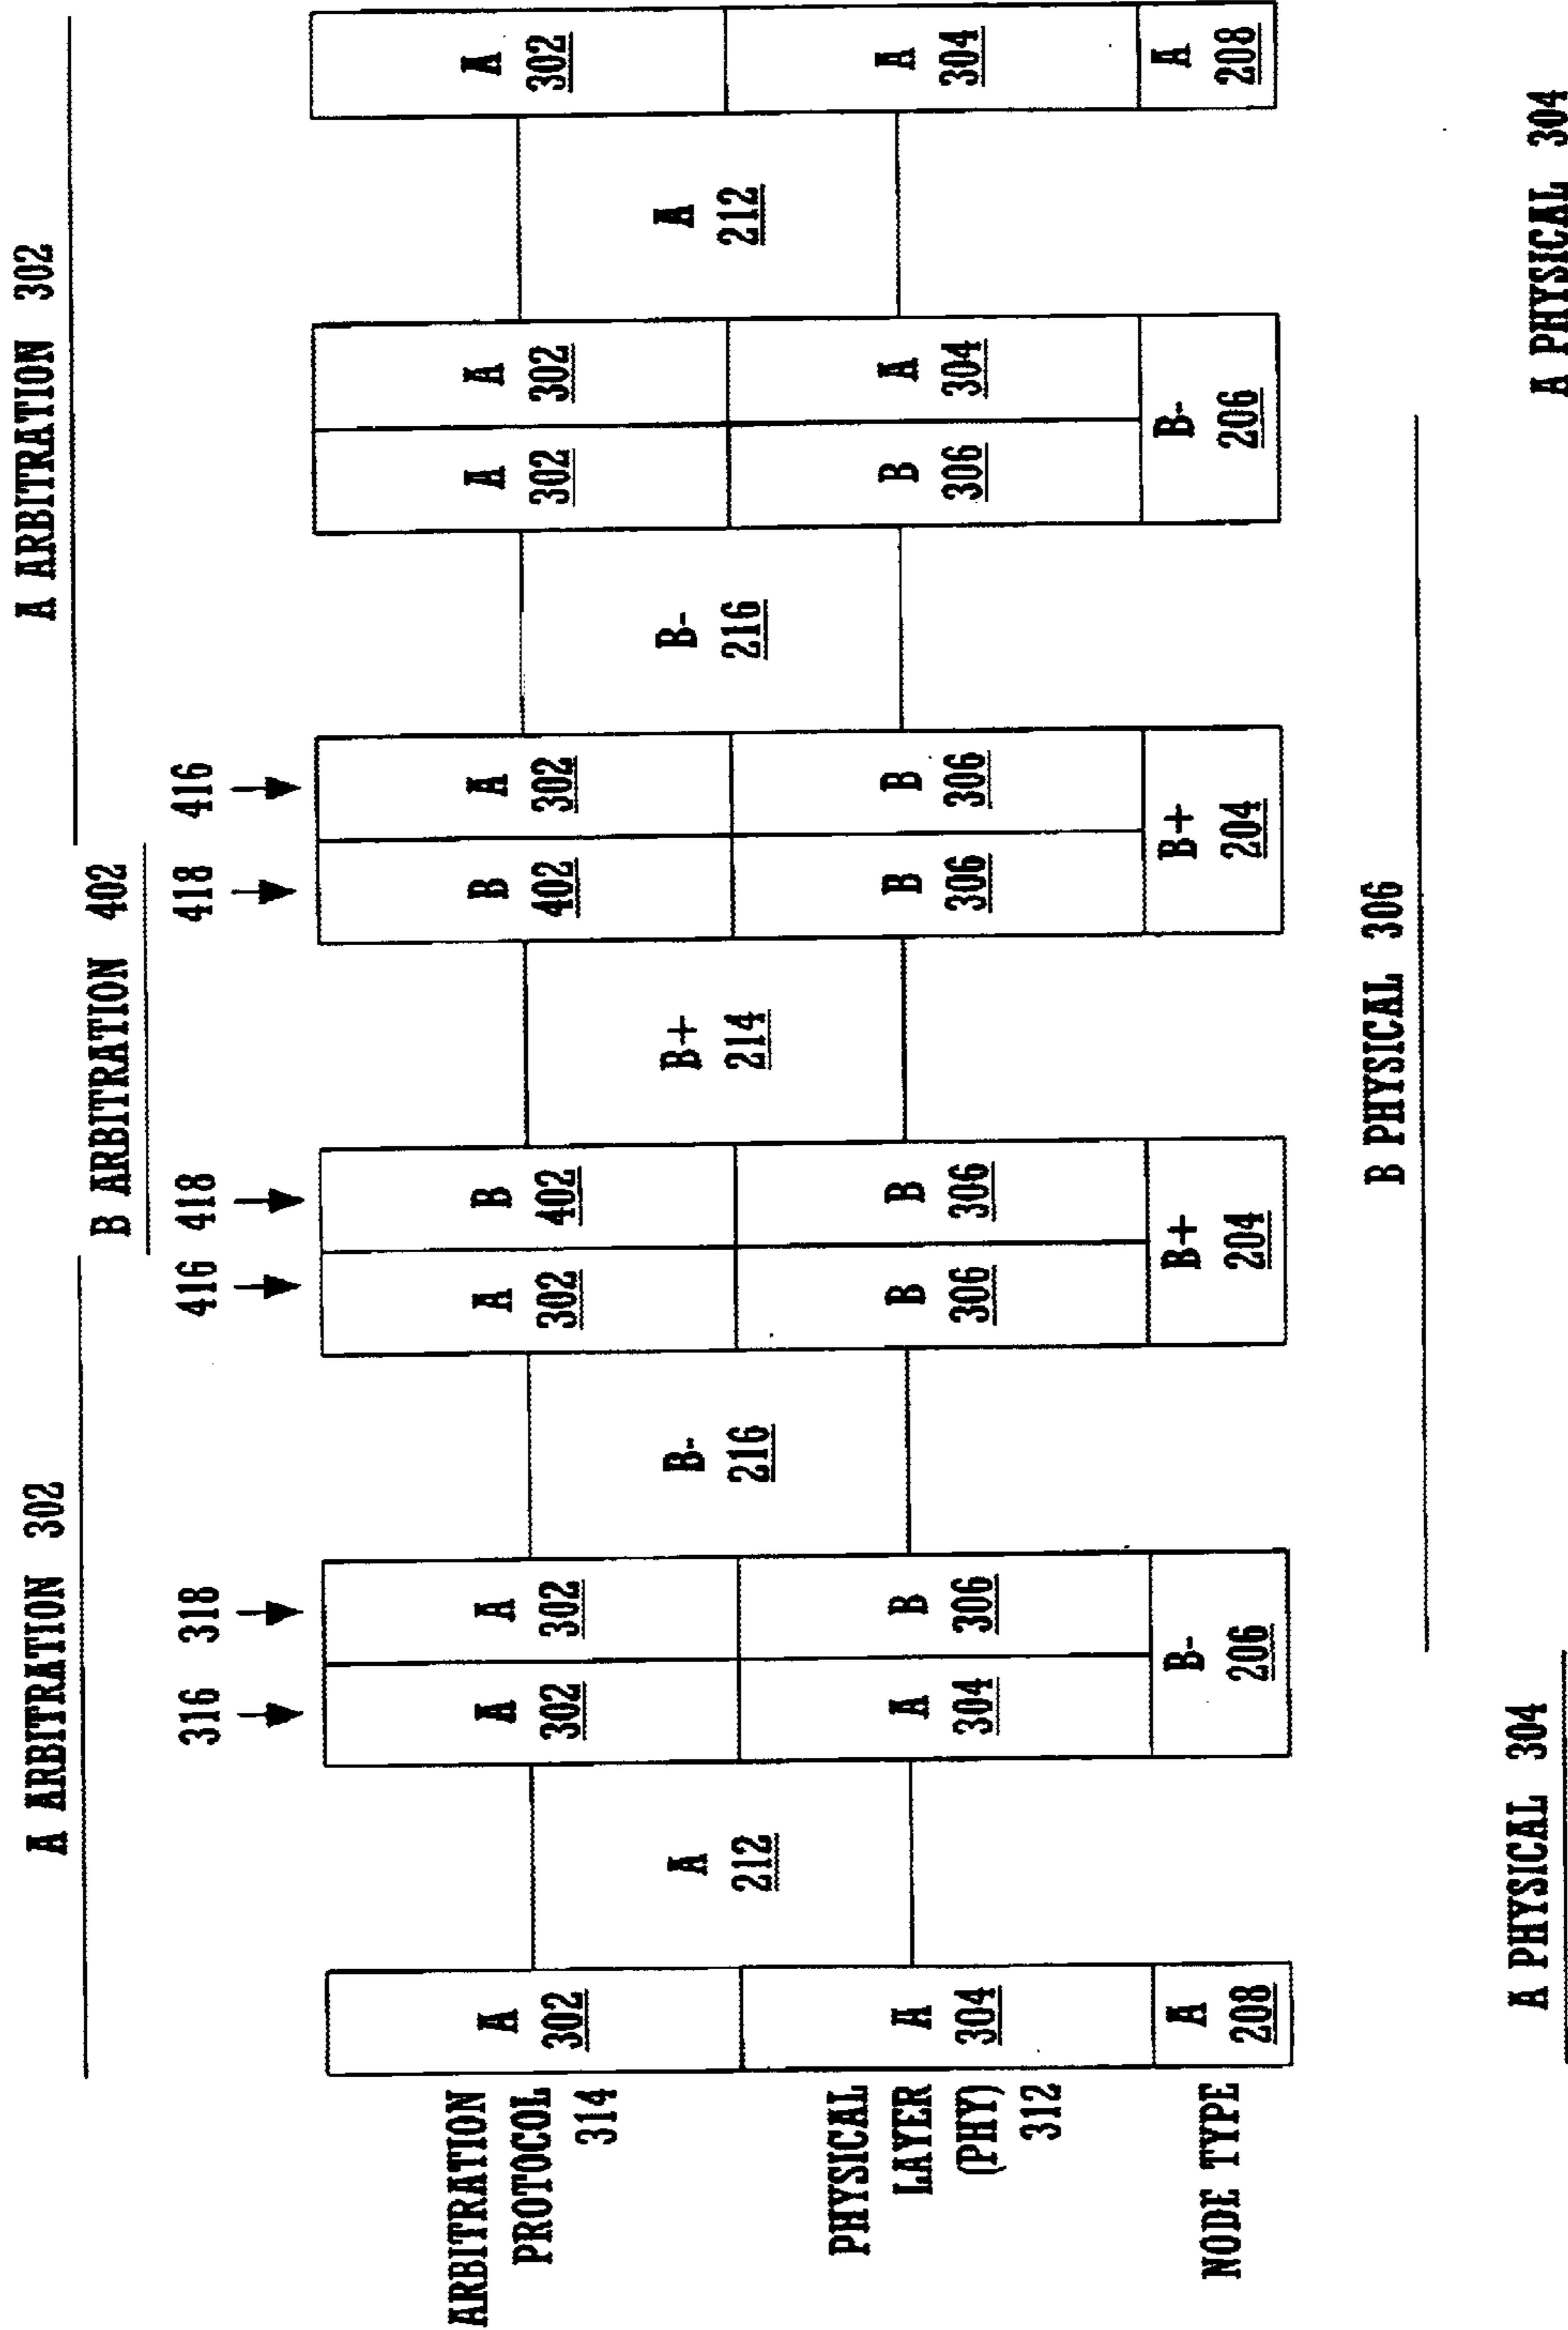 A ARBITRATION 302
B ARBITRATION 402
A ARBITRATION 302
316
318
416
418
418
416
ARBITRATION
PROTOCOL
314
A
302
A
302
A
302
A
302
B
402
B
402
A
302
A
302
A
302
A
302
A
212
B-
216
B+
214
B-
216
A
212
PHYSICAL
LAYER
(PHY)
312
A
304
A
304
B
306
B
306
B
306
B
306
B
306
B
306
A
304
A
304
NODE TYPE
A
208
B-
206
B+
204
B+
204
B-
206
A
208
B PHYSICAL 306
A PHYSICAL 304
A PHYSICAL 304